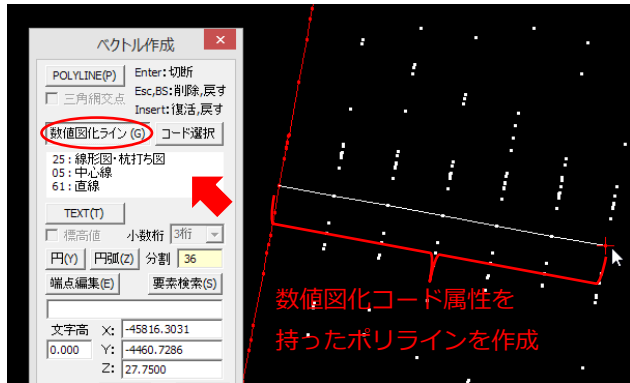 ベクトル作成
POLYLINE(P) Enter:切断
Esc,BS:削除,戻す
三角網交点
Insert:復活,戻す
数値図化ライン(G) コード選択
25:線形図・杭打ち図
05:中心線
61:直線
TEXT(T)
標高値 小数桁 3桁
円(Y) 円弧(Z) 分割 36
端点編集(E) 要素検索(S)
文字高 X: -45816.3031
0.000 Y: -4460.7286
Z: 27.7500
数値図化コード属性を
持ったポリラインを作成